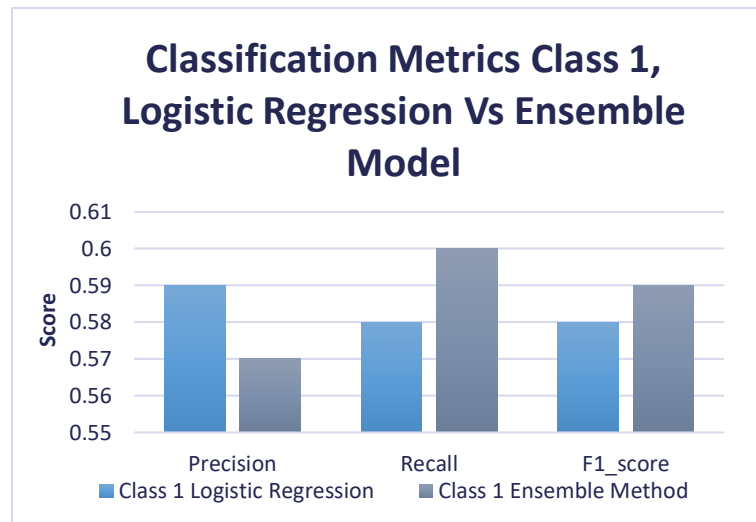 Classification Metrics Class 1,
Logistic Regression Vs Ensemble
Model
0.61
0.6
0.59
0.58
0.57
0.56
0.55
Score
Precision
Recall
F1_score
Class 1 Logistic Regression
Class 1 Ensemble Method